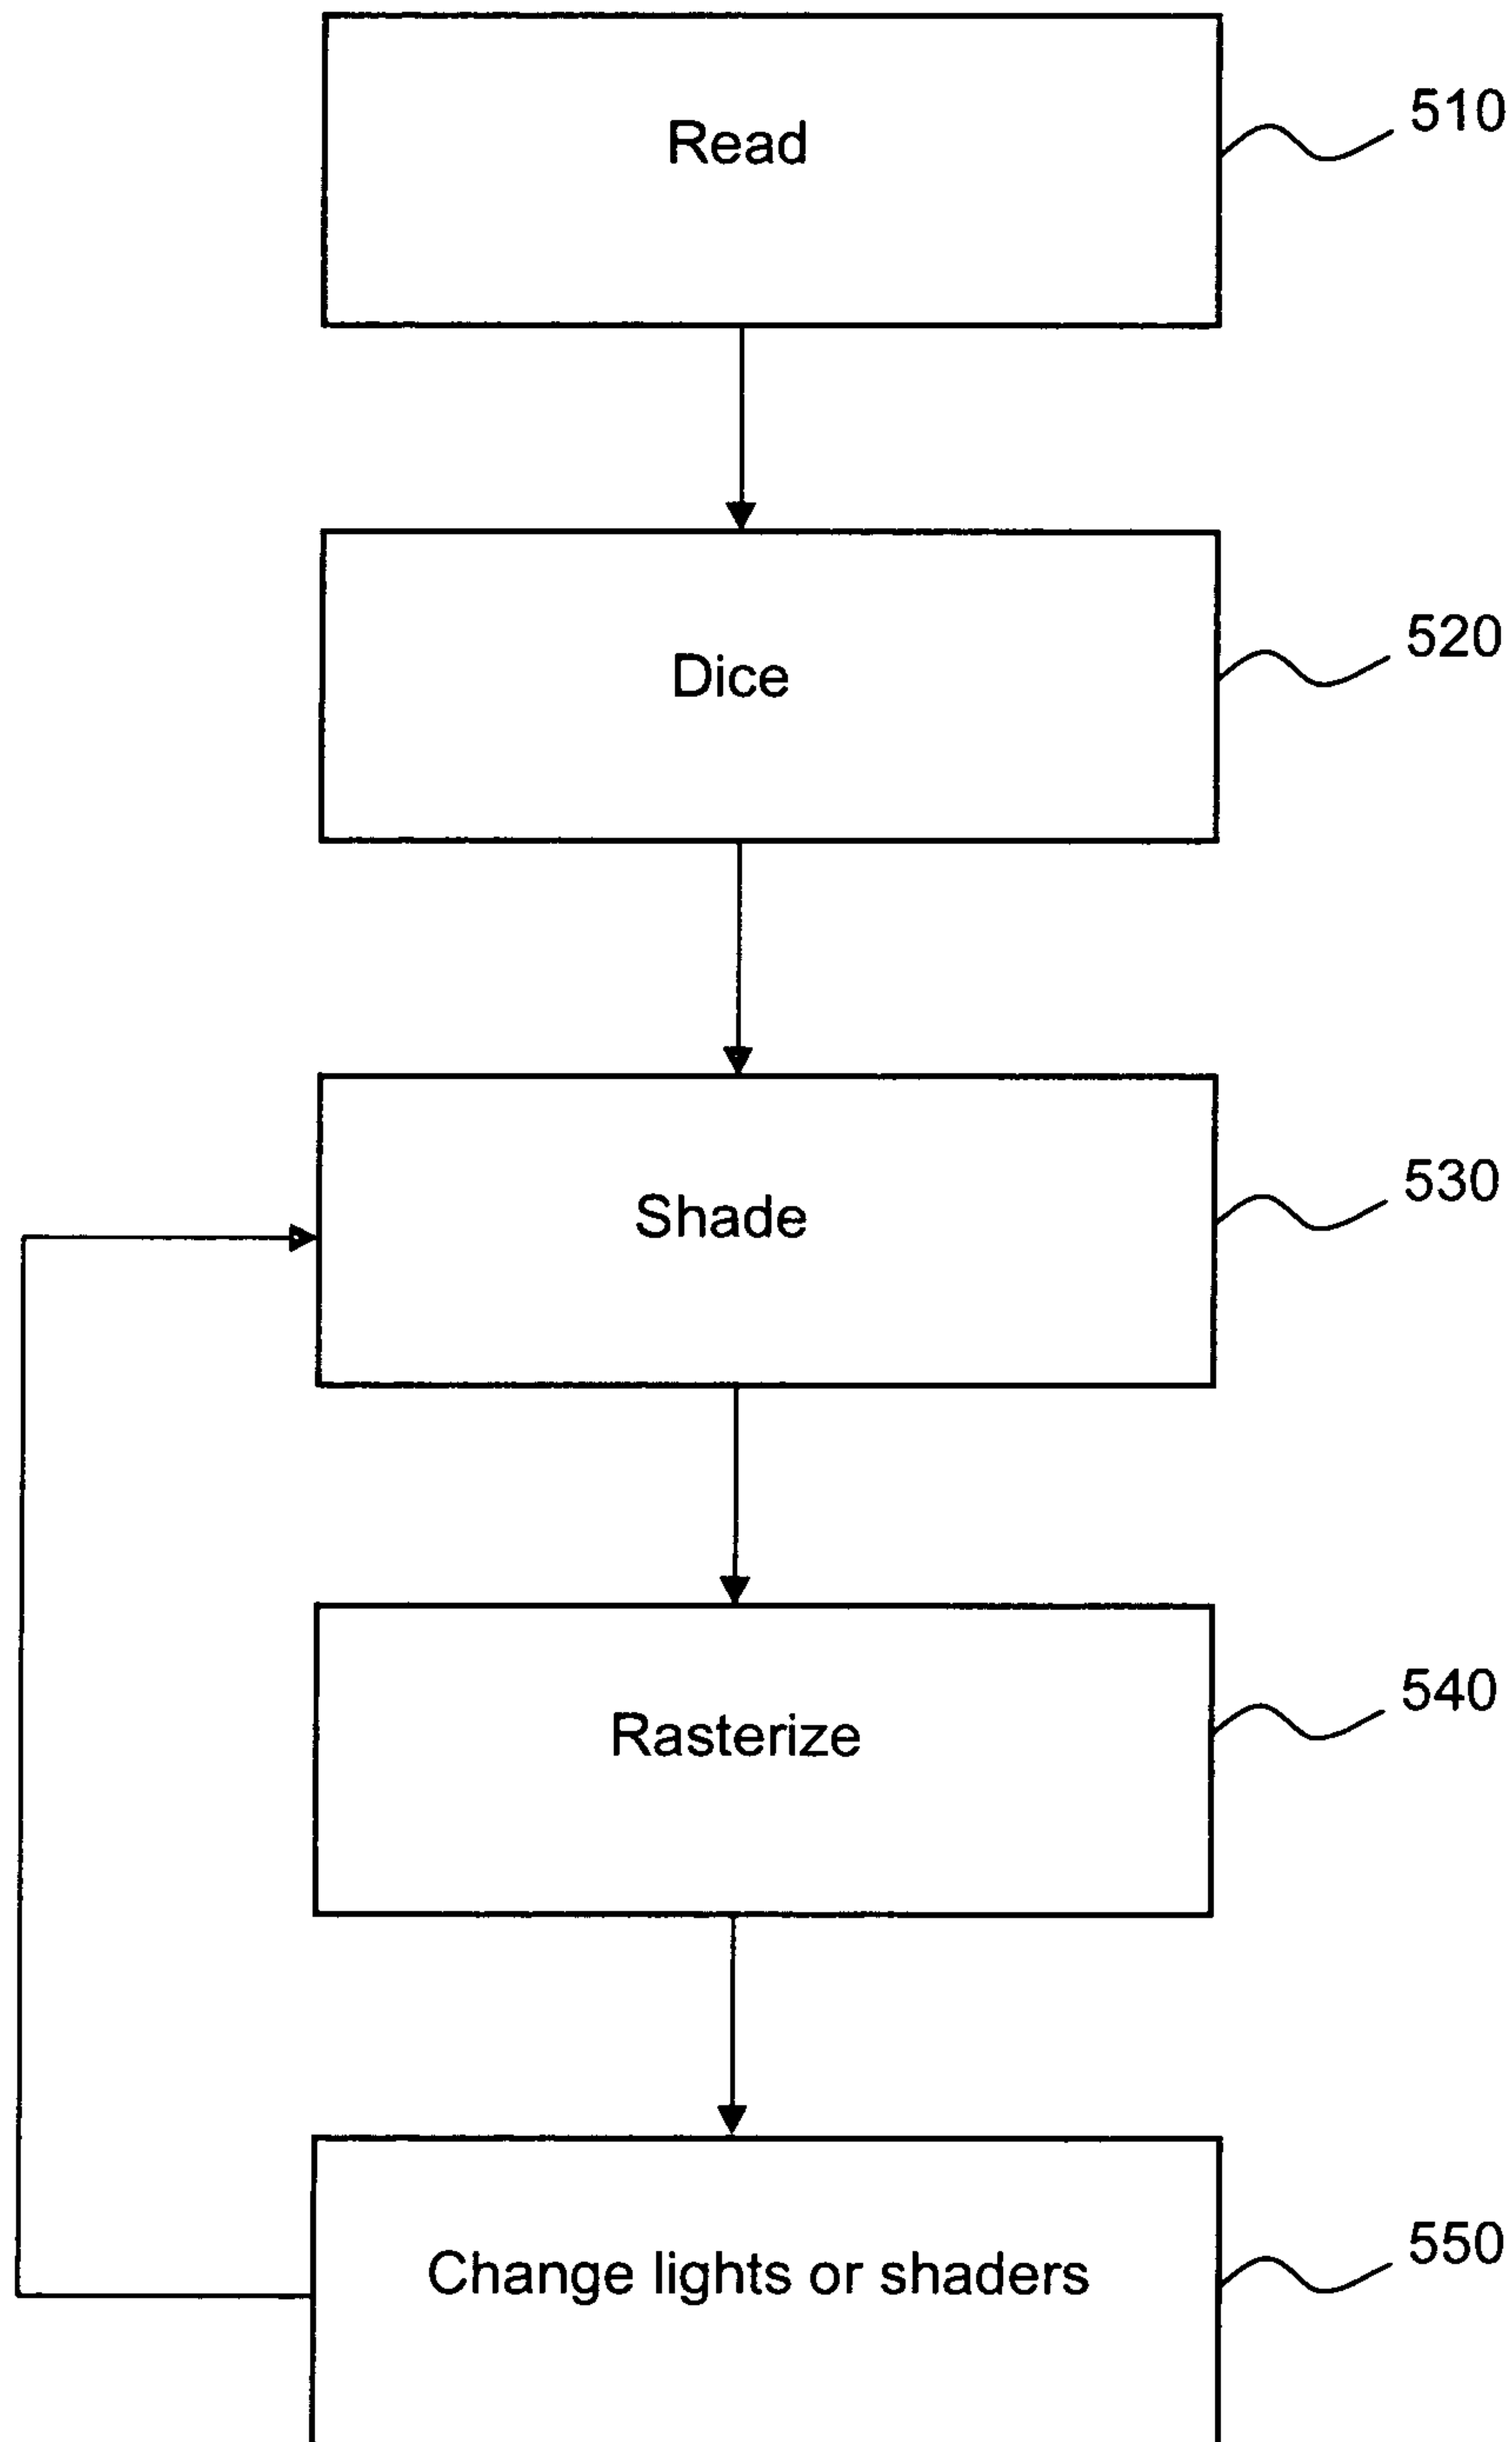 Read
510
Dice
520
Shade
530
Rasterize
540
Change lights or shaders
550